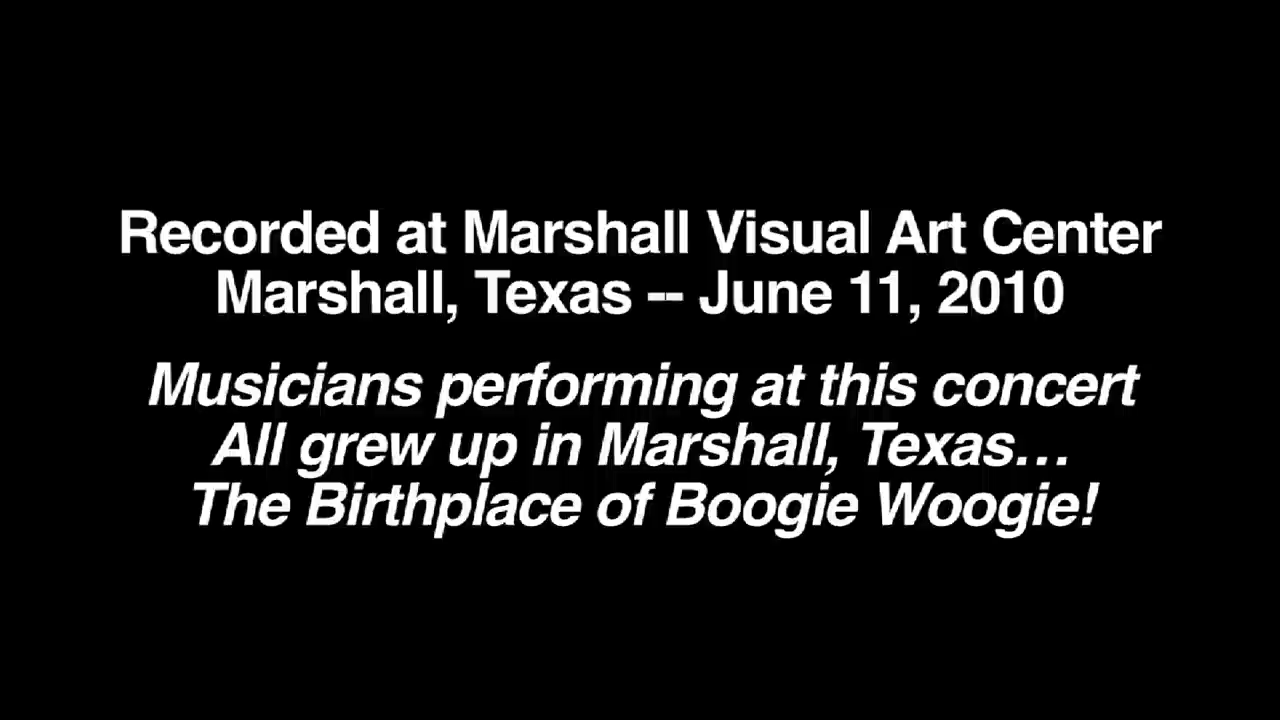 Recorded at Marshall Visual Art Center
Marshall, Texas -- June 11, 2010
Musicians performing at this concert
All grew up in Marshall, Texas…
The Birthplace of Boogie Woogie!